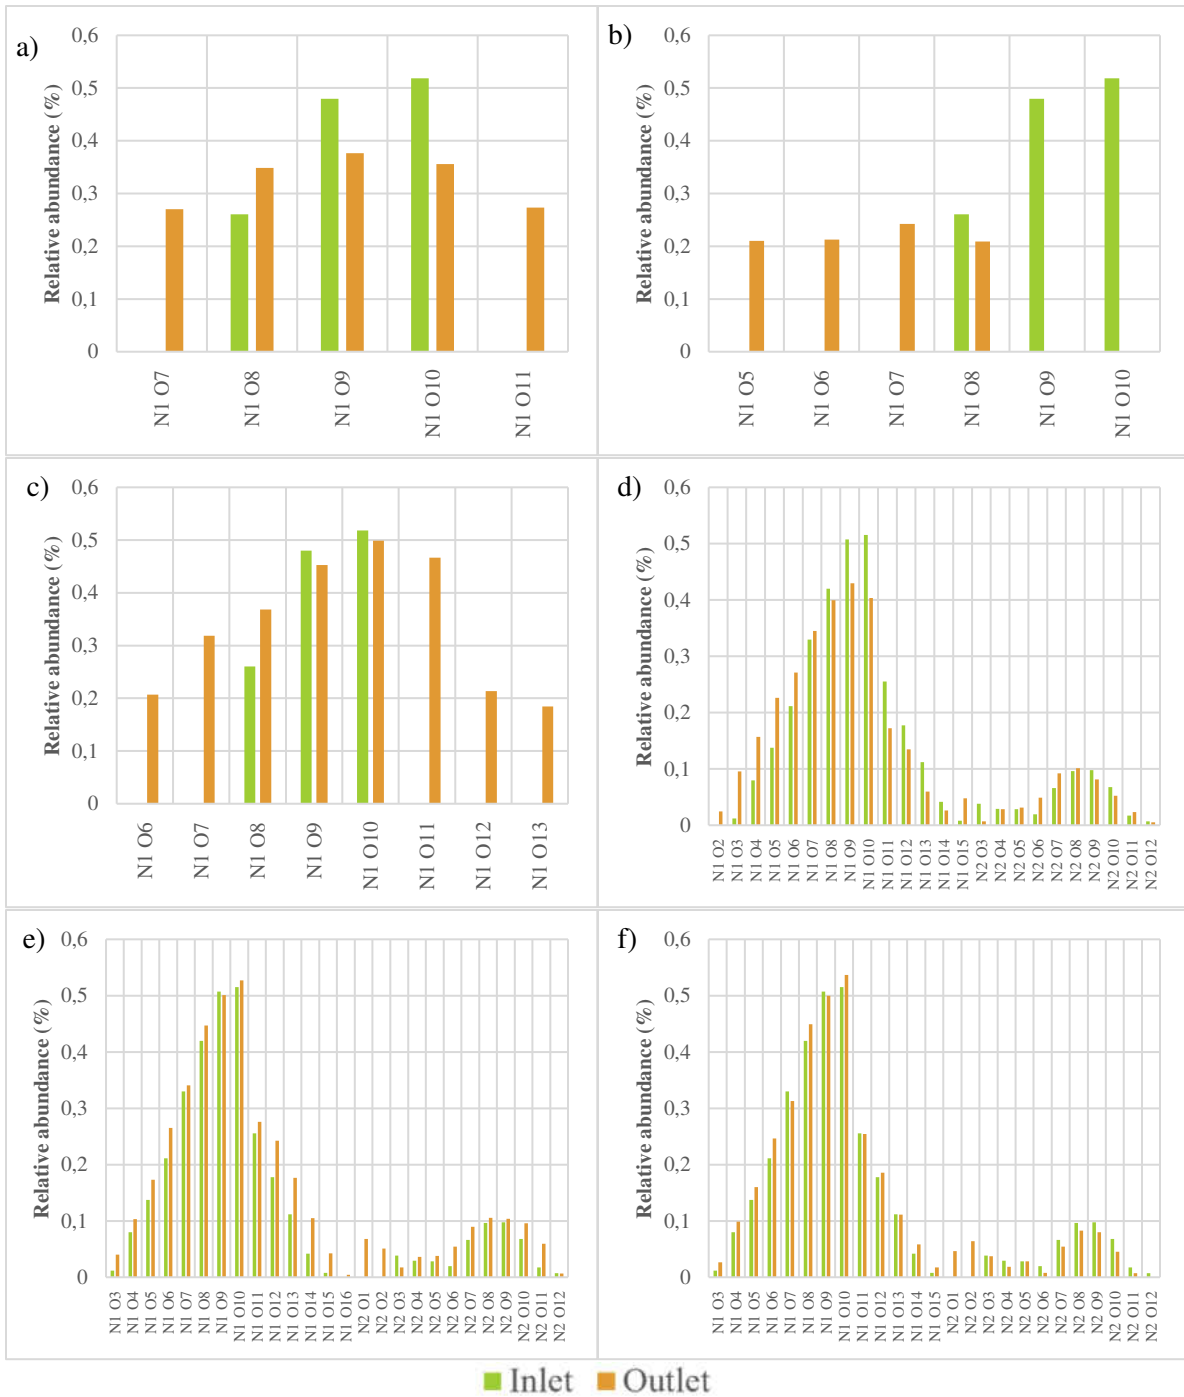 a)
Relative abundance (%)
0,6
0,5
0,4
0,3
0,2
0,1
0
N1 O7
N1 O8
N1 O9
N1 O10
N1 O11
b)
Relative abundance (%)
0,6
0,5
0,4
0,3
0,2
0,1
0
N1 O5
N1 O6
N1 O7
N1 O8
N1 O9
N1 O10
c)
Relative abundance (%)
0,6
0,5
0,4
0,3
0,2
0,1
0
N1 O6
N1 O7
N1 O8
N1 O9
N1 O10
N1 O11
N1 O12
N1 O13
d)
Relative abundance (%)
0,6
0,5
0,4
0,3
0,2
0,1
0
N1 O2
N1 O3
N1 O4
N1 O5
N1 O6
N1 O7
N1 O8
N1 O9
N1 O10
N1 O11
N1 O12
N1 O13
N1 O14
N1 O15
N2 O3
N2 O4
N2 O5
N2 O6
N2 O7
N2 O8
N2 O9
N2 O10
N2 O11
N2 O12
e)
Relative abundance (%)
0,6
0,5
0,4
0,3
0,2
0,1
0
N1 O3
N1 O4
N1 O5
N1 O6
N1 O7
N1 O8
N1 O9
N1 O10
N1 O11
N1 O12
N1 O13
N1 O14
N1 O15
N1 O16
N2 O1
N2 O2
N2 O3
N2 O4
N2 O5
N2 O6
N2 O7
N2 O8
N2 O9
N2 O10
N2 O11
N2 O12
f)
Relative abundance (%)
0,6
0,5
0,4
0,3
0,2
0,1
0
N1 O3
N1 O4
N1 O5
N1 O6
N1 O7
N1 O8
N1 O9
N1 O10
N1 O11
N1 O12
N1 O13
N1 O14
N1 O15
N2 O1
N2 O2
N2 O3
N2 O4
N2 O5
N2 O6
N2 O7
N2 O8
N2 O9
N2 O10
N2 O11
N2 O12
Inlet Outlet